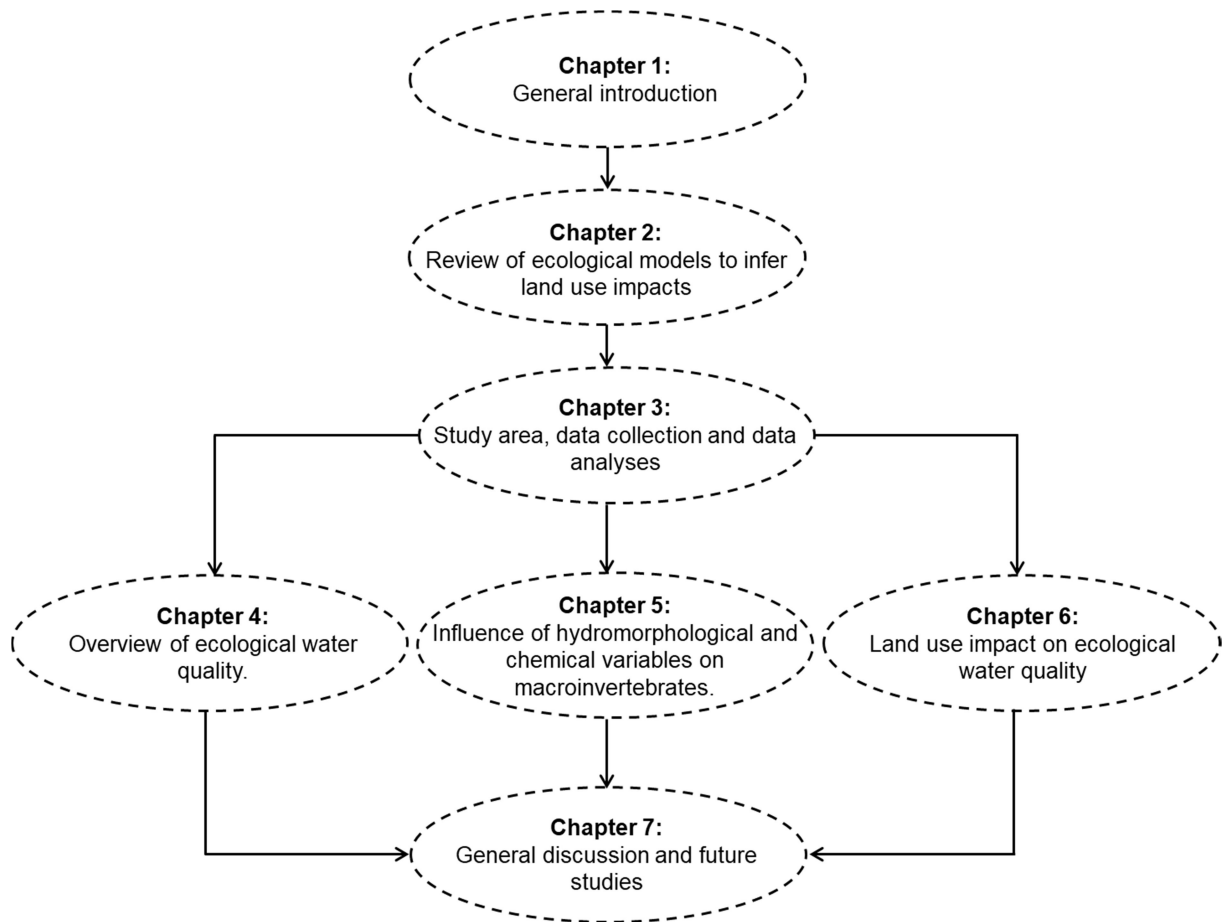 Chapter 1:
General introduction
Chapter 2:
Review of ecological models to infer
land use impacts
Chapter 3:
Study area, data collection and data
analyses
Chapter 4:
Overview of ecological water
quality.
Chapter 5:
Influence of hydromorphological and
chemical variables on
macroinvertebrates.
Chapter 6:
Land use impact on ecological
water quality
Chapter 7:
General discussion and future
studies